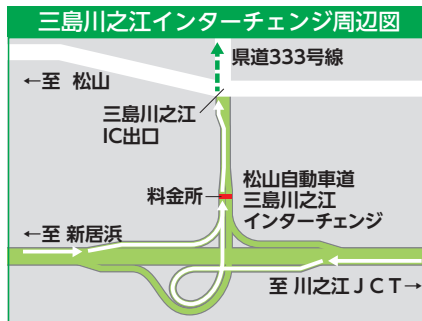 三島川之江インターチェンジ周辺図
県道333号線
←至 松山
三島川之江
IC出口
松山自動車道
三島川之江
インターチェンジ
料金所
←至 新居浜
至 川之江JCT→